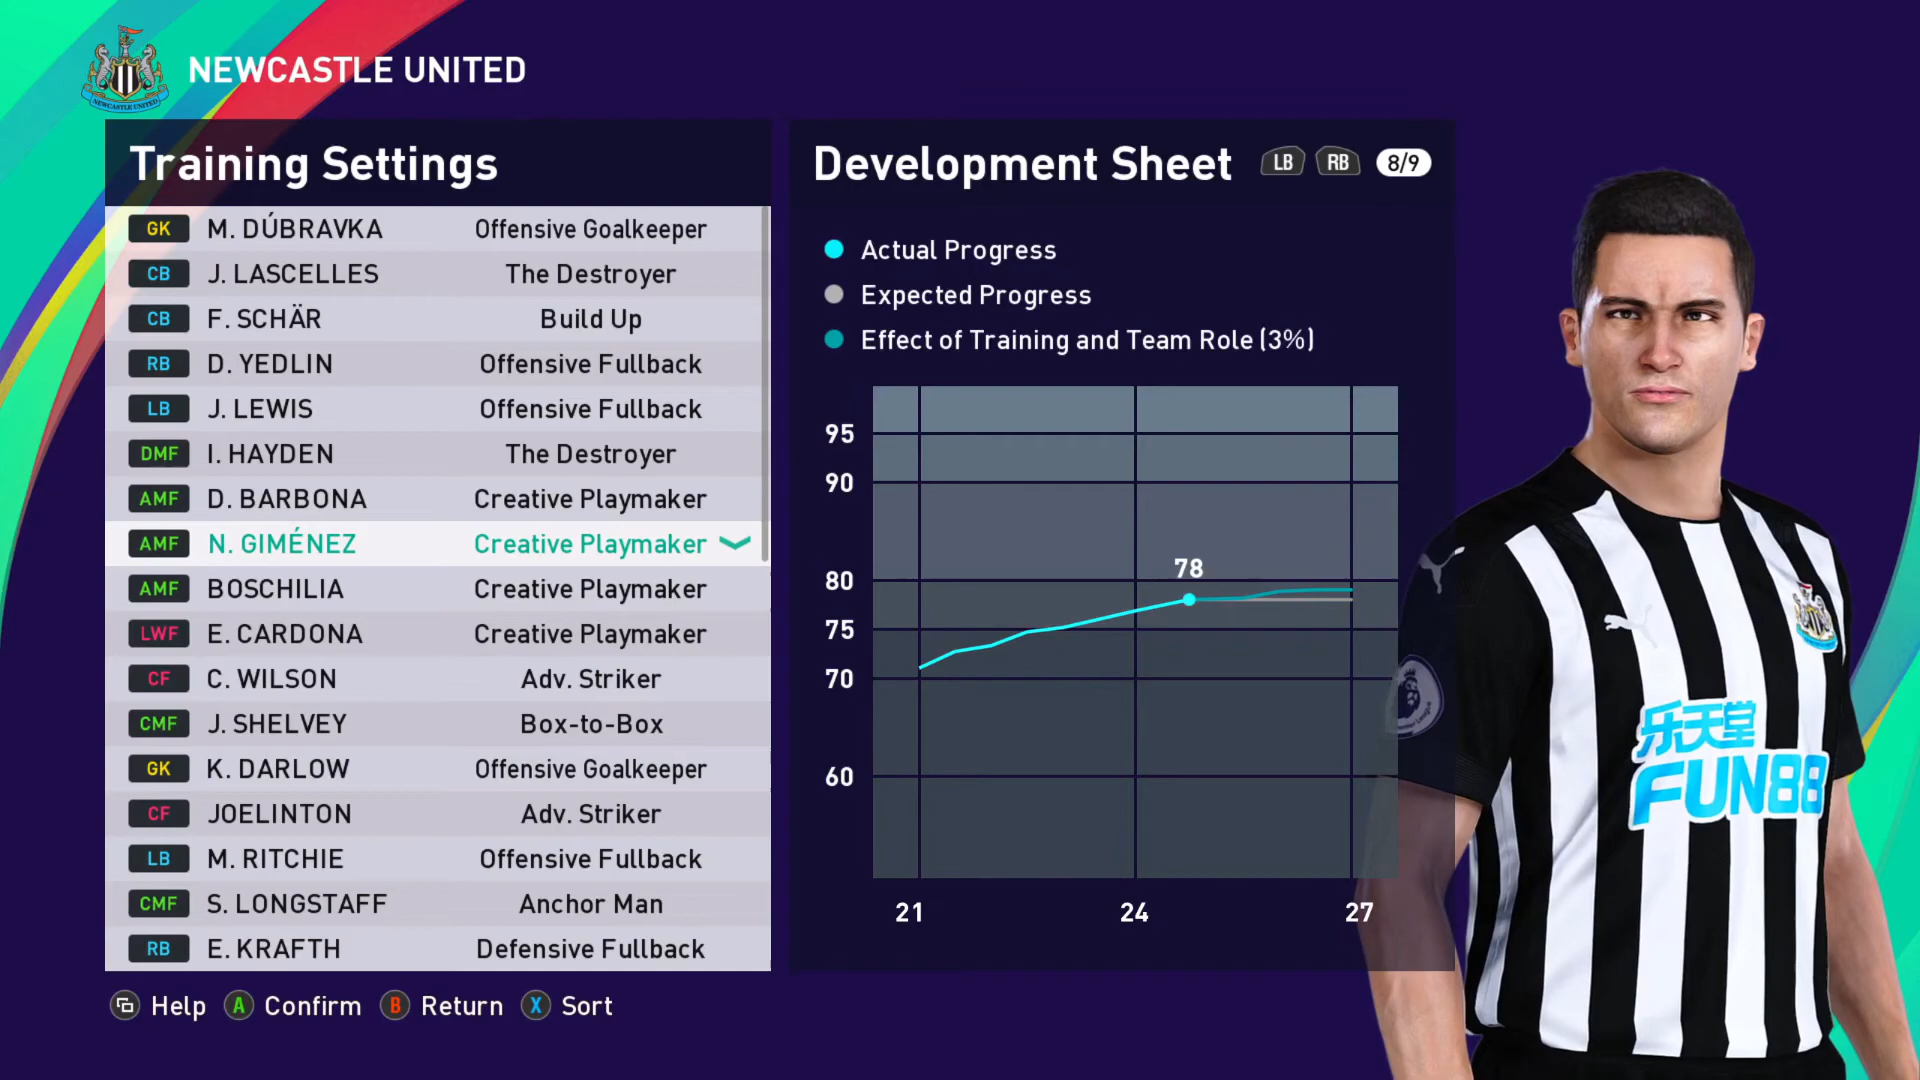 NEWCASTLE UNITED
NEWCASTLE UNITED
Training Settings
GK M. DÚBRAVKA Offensive Goalkeeper
CB J. LASCELLES The Destroyer
CB F. SCHÄR Build Up
RB D. YEDLIN Offensive Fullback
LB J. LEWIS Offensive Fullback
DMF I. HAYDEN The Destroyer
AMF D. BARBONA Creative Playmaker
AMF N. GIMÉNEZ Creative Playmaker
AMF BOSCHILIA Creative Playmaker
LWF E. CARDONA Creative Playmaker
CF C. WILSON Adv. Striker
CMF J. SHELVEY Box-to-Box
GK K. DARLOW Offensive Goalkeeper
CF JOELINTON Adv. Striker
LB M. RITCHIE Offensive Fullback
CMF S. LONGSTAFF Anchor Man
RB E. KRAFTH Defensive Fullback
Development Sheet LB RB 8/9
Actual Progress
Expected Progress
Effect of Training and Team Role (3%)
95
90
80
75
70
60
78
21 24 27
乐天堂
FUN88
Help A Confirm B Return X Sort